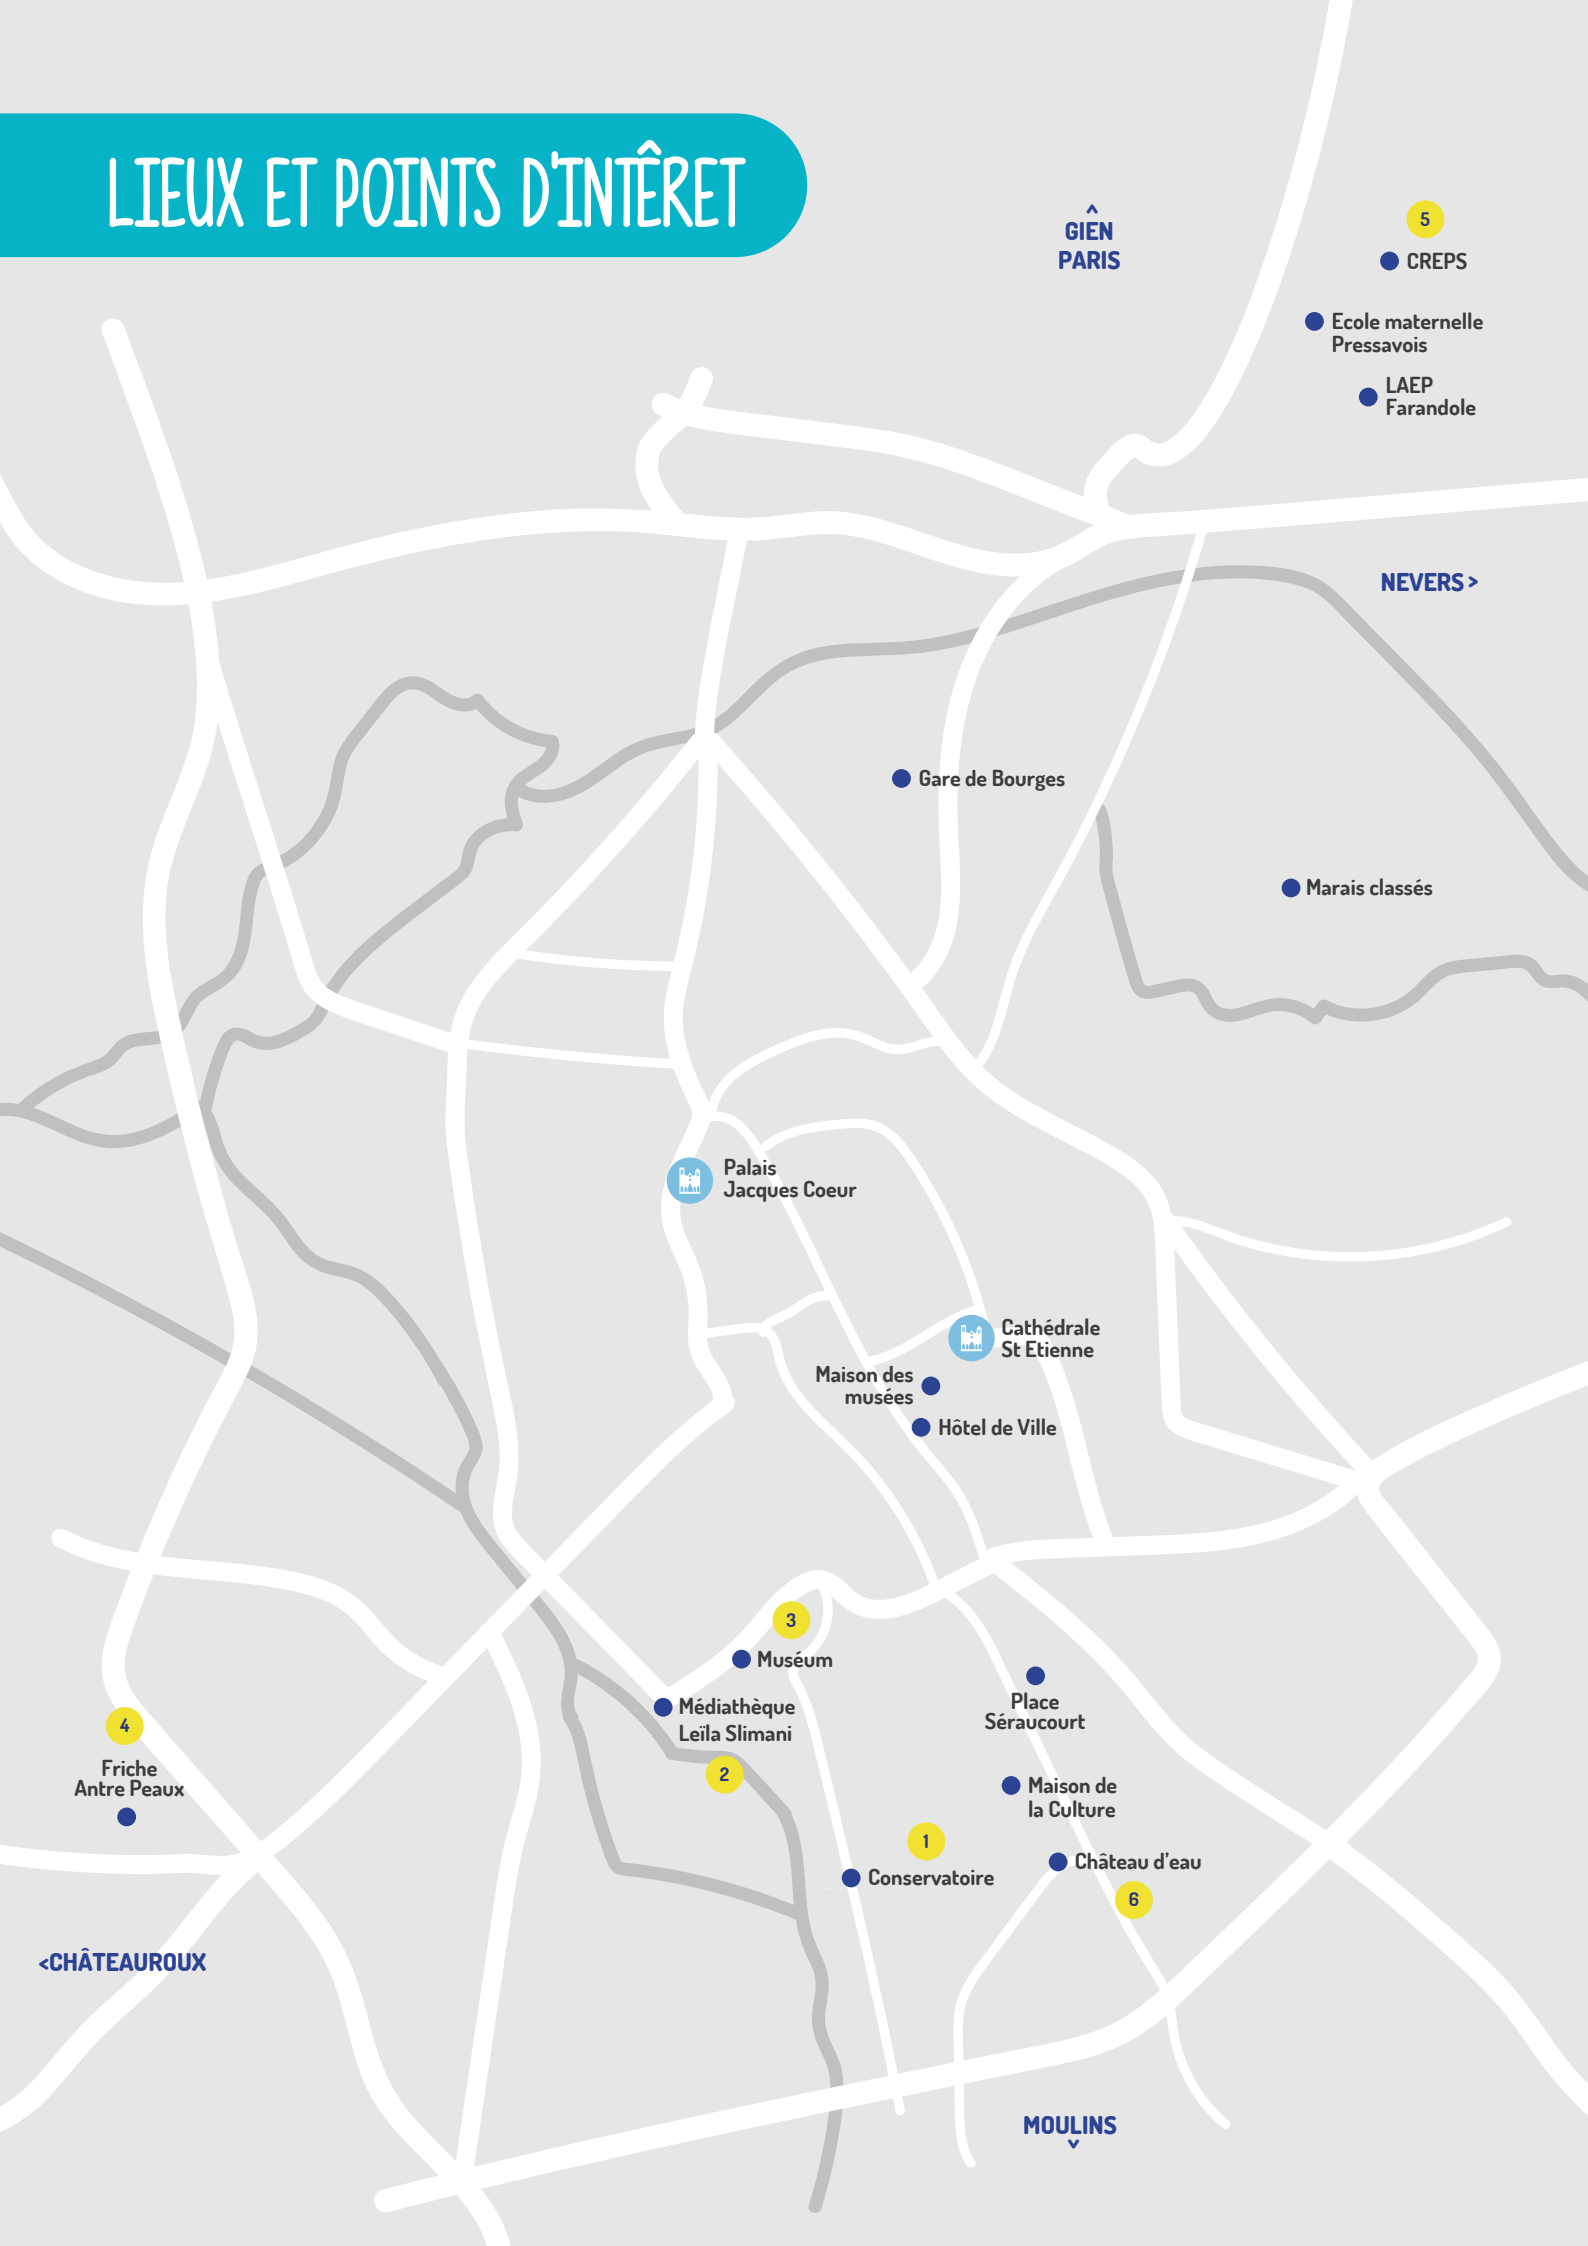 LIEUX ET POINTS D'INTÊRET
GIEN
PARIS
5
CREPS
Ecole maternelle
Pressavois
LAEP
Farandole
NEVERS >
Gare de Bourges
Marais classés
Palais
Jacques Coeur
Cathédrale
St Etienne
Maison des
musées
Hôtel de Ville
3
Muséum
Médiathèque
Leïla Slimani
2
Place
Séraucourt
4
Friche
Antre Peaux
Maison de
la Culture
1
Conservatoire
Château d’eau
6
<CHÂTEAUROUX
MOULINS